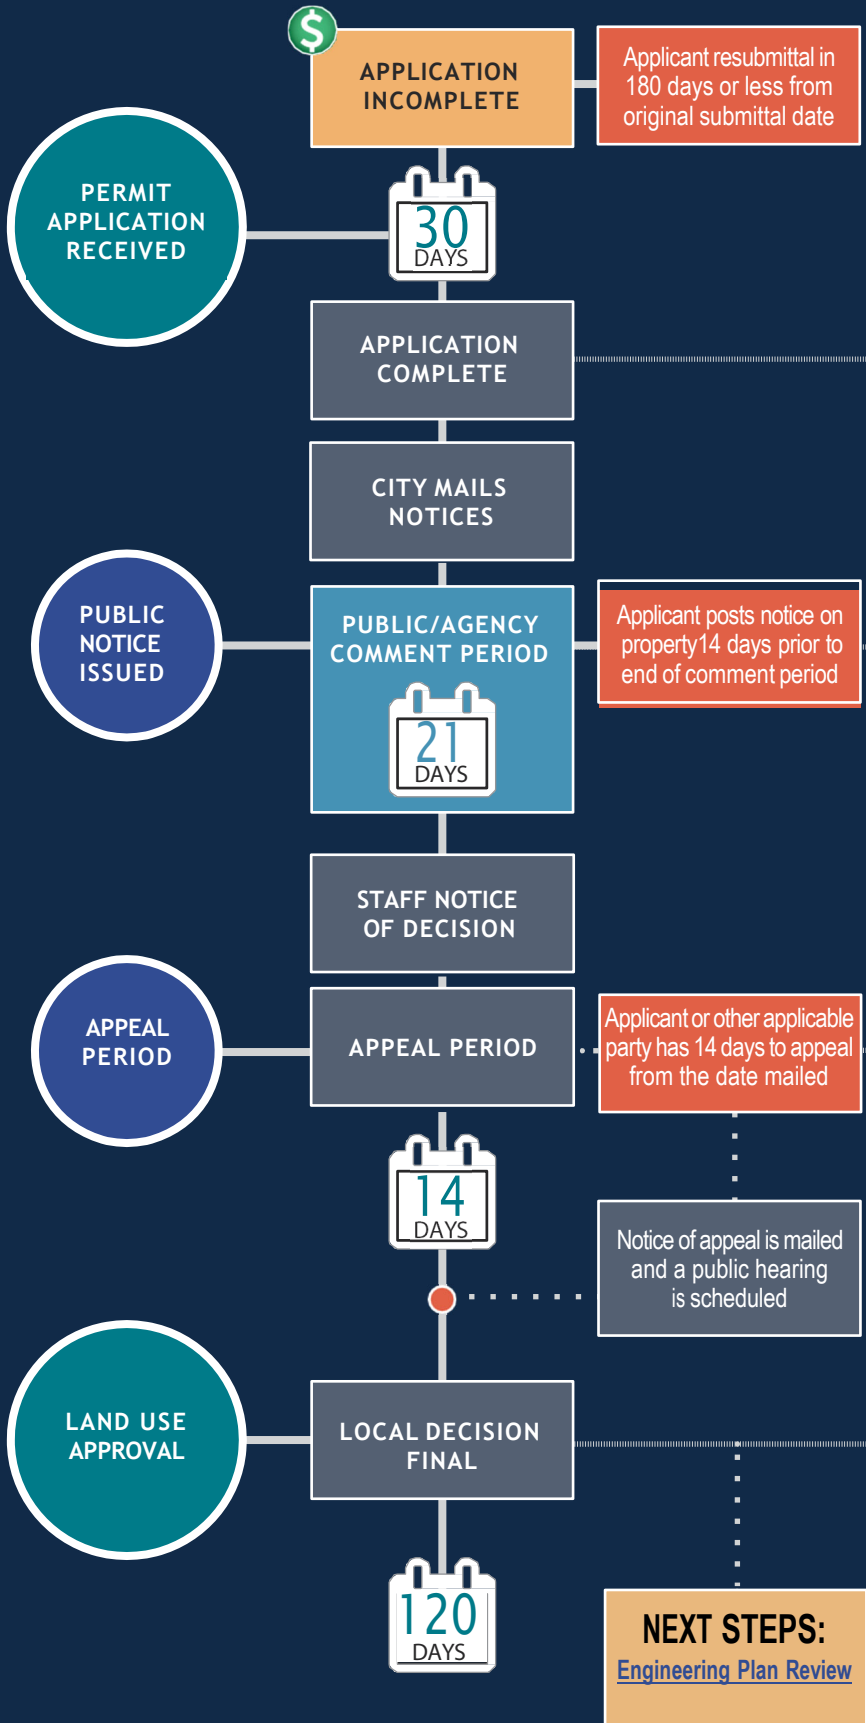 $
APPLICATION
INCOMPLETE
Applicant resubmittal in
180 days or less from
original submittal date
PERMIT
APPLICATION
RECEIVED
30
DAYS
APPLICATION
COMPLETE
CITY MAILS
NOTICES
PUBLIC
NOTICE
ISSUED
PUBLIC/AGENCY
COMMENT PERIOD
21
DAYS
Applicant posts notice on
property14 days prior to
end of comment period
STAFF NOTICE
OF DECISION
APPEAL
PERIOD
APPEAL PERIOD
Applicant or other applicable
party has 14 days to appeal
from the date mailed
14
DAYS
Notice of appeal is mailed
and a public hearing
is scheduled
LAND USE
APPROVAL
LOCAL DECISION
FINAL
120
DAYS
NEXT STEPS:
Engineering Plan Review